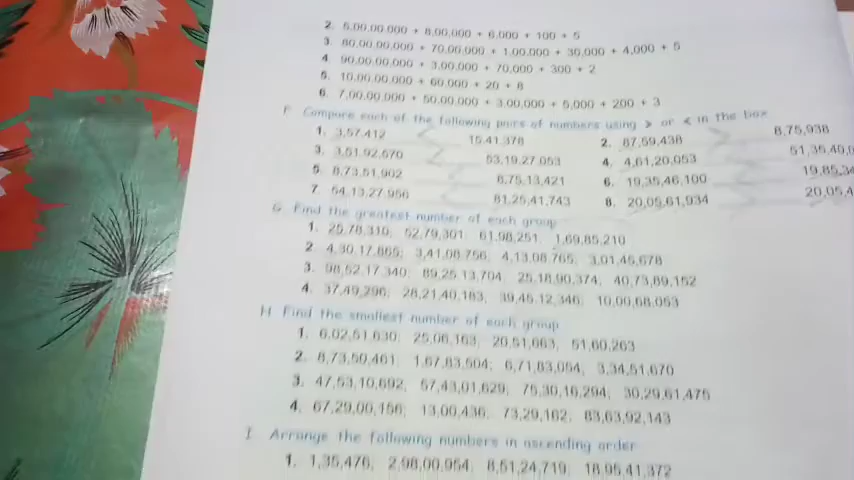 2. 6,00,00,000 + 8,00,000 + 6,000 + 100 + 5
3. 80,00,00,000 + 70,00,000 + 1,00,000 + 30,000 + 4,000 + 5
4. 90,00,00,000 + 3,00,000 + 70,000 + 300 + 2
5. 10,00,00,000 + 60,000 + 20 + 8
6. 7,00,00,000 + 50,00,000 + 3,00,000 + 5,000 + 200 + 3
F Compare each of the following pairs of numbers using > or < in the box
1. 3,57,412 15,41,378 2. 87,59,438 8,75,938
3. 3,51,92,670 53,19,27,053 4. 4,61,20,053
5. 8,73,51,902 8,75,13,421 6. 19,35,46,100
7. 54,13,27,956 81,25,41,743 8. 20,05,61,934
G Find the greatest number of each group
1. 25,78,310; 52,79,301; 61,98,251; 1,69,85,210
2. 4,30,17,865; 3,41,08,756; 4,13,08,765; 3,01,45,678
3. 98,52,17,340; 89,25,13,704; 25,18,90,374; 40,73,89,152
4. 37,49,296; 28,21,40,183; 39,45,12,346; 10,00,68,053
H Find the smallest number of each group
1. 6,02,51,630; 25,06,163; 20,51,063; 51,60,263
2. 8,73,50,461; 1,67,83,504; 6,71,83,054; 3,34,51,670
3. 47,53,10,692; 57,43,01,629; 75,30,16,294; 30,29,61,475
4. 67,29,00,156; 13,00,436; 73,29,162; 83,63,92,143
I Arrange the following numbers in ascending order
1. 1,35,476; 2,98,00,954; 8,51,24,719; 18,95,41,372